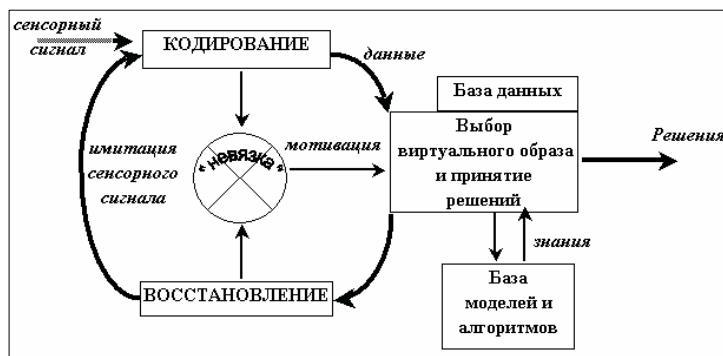 сенсорный
сигнал
КОДИРОВАНИЕ
данные
База данных
Выбор
виртуального образа
и принятие
решений
Решения
имитация
сенсорного
сигнала
"невязка"
мотивация
знания
ВОССТАНОВЛЕНИЕ
База
моделей и
алгоритмов